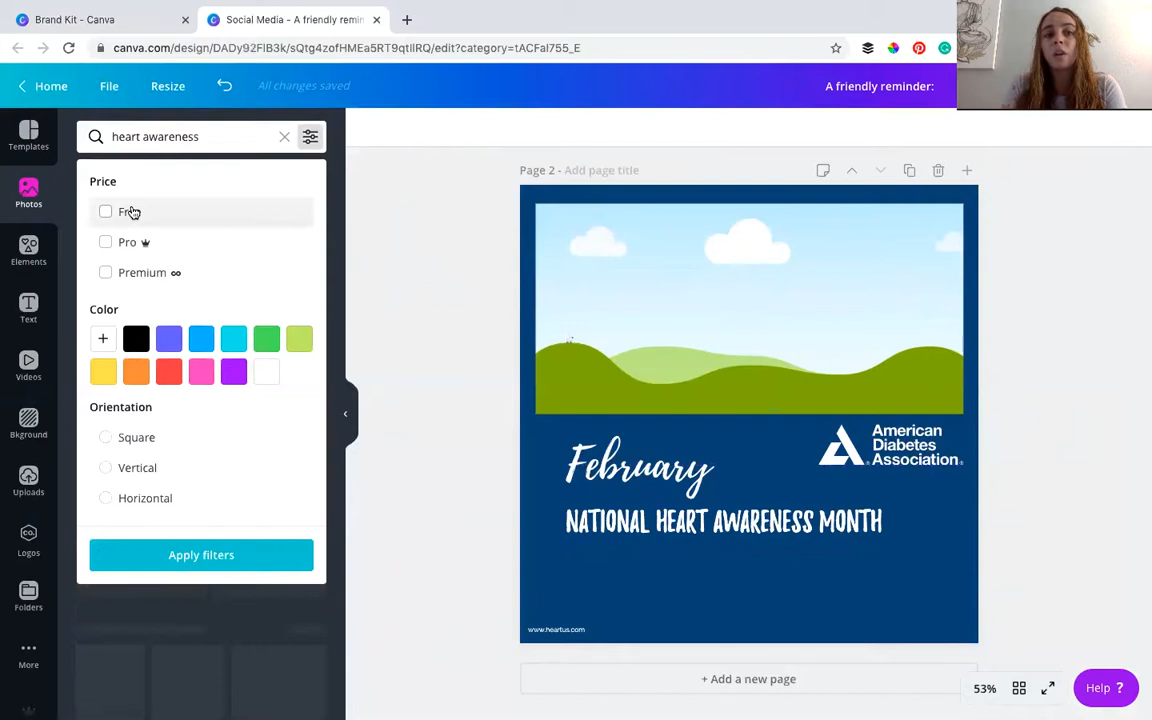 Brand Kit - Canva
Social Media - A friendly remin
canva.com/design/DADy92FlB3k/sQtg4zofHMEa5RT9qtIlRQ/edit?category=tACFal755_E
Home
File
Resize
All changes saved
A friendly reminder:
Templates
Photos
Elements
Text
Videos
Bkground
Uploads
Logos
Folders
More
heart awareness
Price
Pro
Premium
Color
Orientation
Square
Vertical
Horizontal
Apply filters
Page 2 - Add page title
American
Diabetes
Association®
February
NATIONAL HEART AWARENESS MONTH
www.heartus.com
+ Add a new page
53%
Help ?